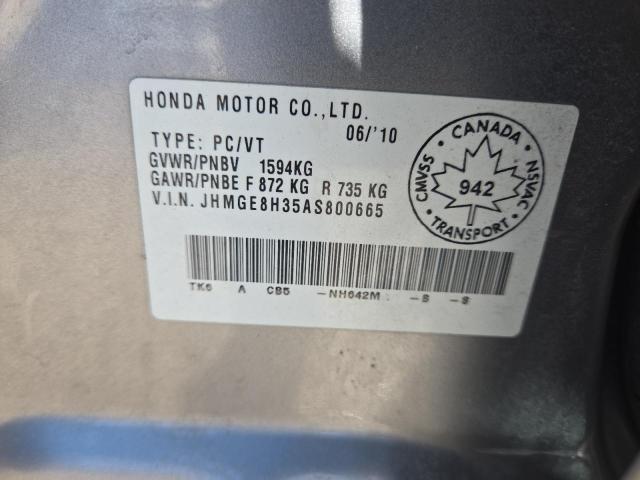 HONDA MOTOR CO.,LTD.
06/'10
TYPE: PC/VT
GVWR/PNBV 1594KG
GAWR/PNBE F 872 KG R 735 KG
V.I.N. JHMGE8H35AS800665
TK6 A CB5 -NH642M -S -S
CANADA
CMVSS NSVAC
942
TRANSPORT